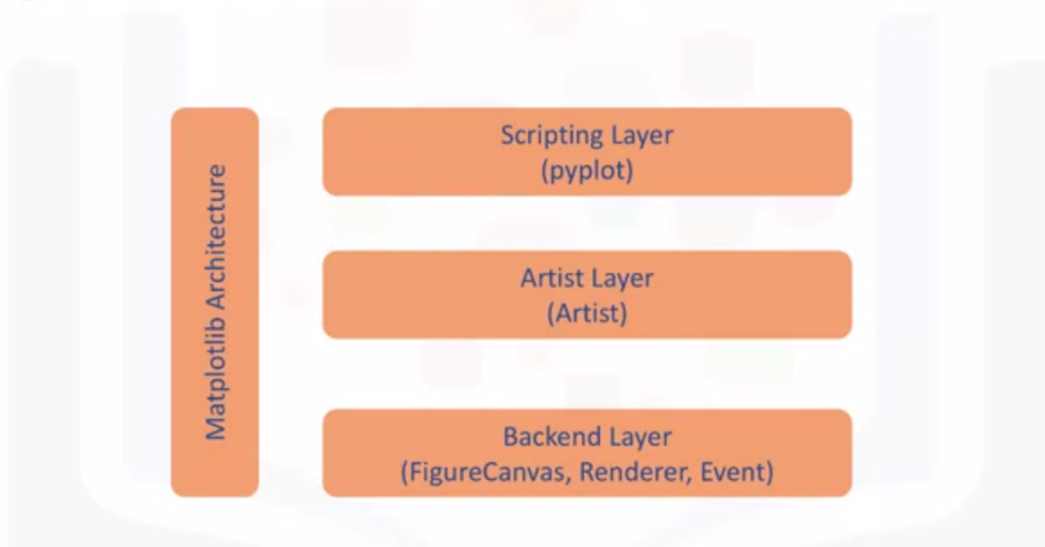 Matplotlib Architecture
Scripting Layer
(pyplot)
Artist Layer
(Artist)
Backend Layer
(FigureCanvas, Renderer, Event)